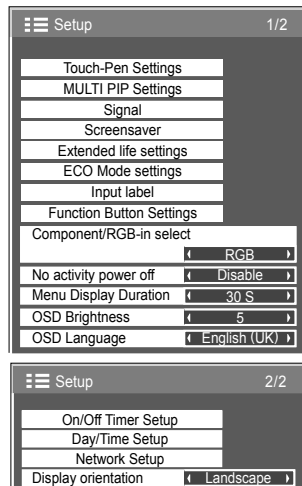 Setup 1/2
Touch-Pen Settings
MULTI PIP Settings
Signal
Screensaver
Extended life settings
ECO Mode settings
Input label
Function Button Settings
Component/RGB-in select
RGB
No activity power off Disable
Menu Display Duration 30 S
OSD Brightness 5
OSD Language English (UK)
Setup 2/2
On/Off Timer Setup
Day/Time Setup
Network Setup
Display orientation Landscape